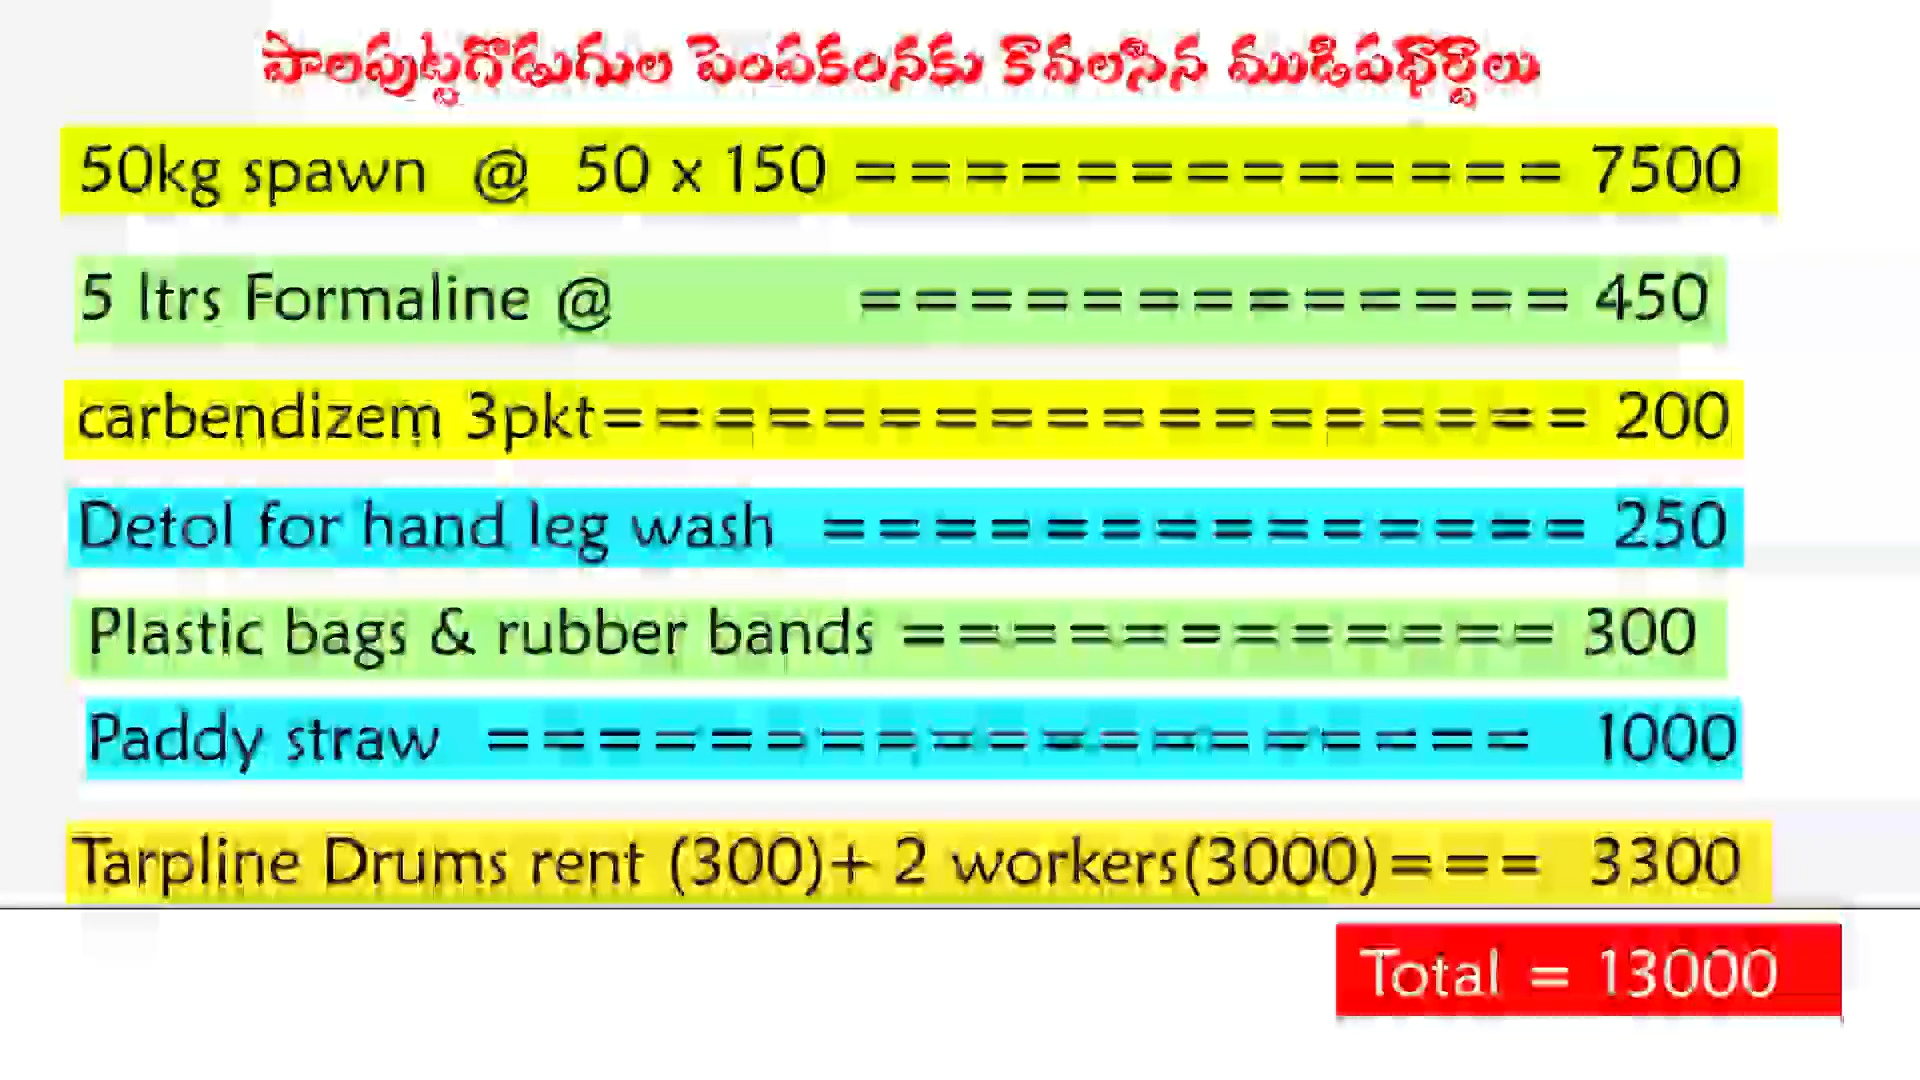 పాలపుట్టగొడుగుల పెంపకంనకు కావలసిన ముడిపధార్థాలు
50kg spawn @ 50 x 150 ============= 7500
5 ltrs Formaline @ ============= 450
carbendizem 3pkt================== 200
Detol for hand leg wash ============== 250
Plastic bags & rubber bands ============ 300
Paddy straw =================== 1000
Tarpline Drums rent (300)+ 2 workers(3000)=== 3300
Total = 13000